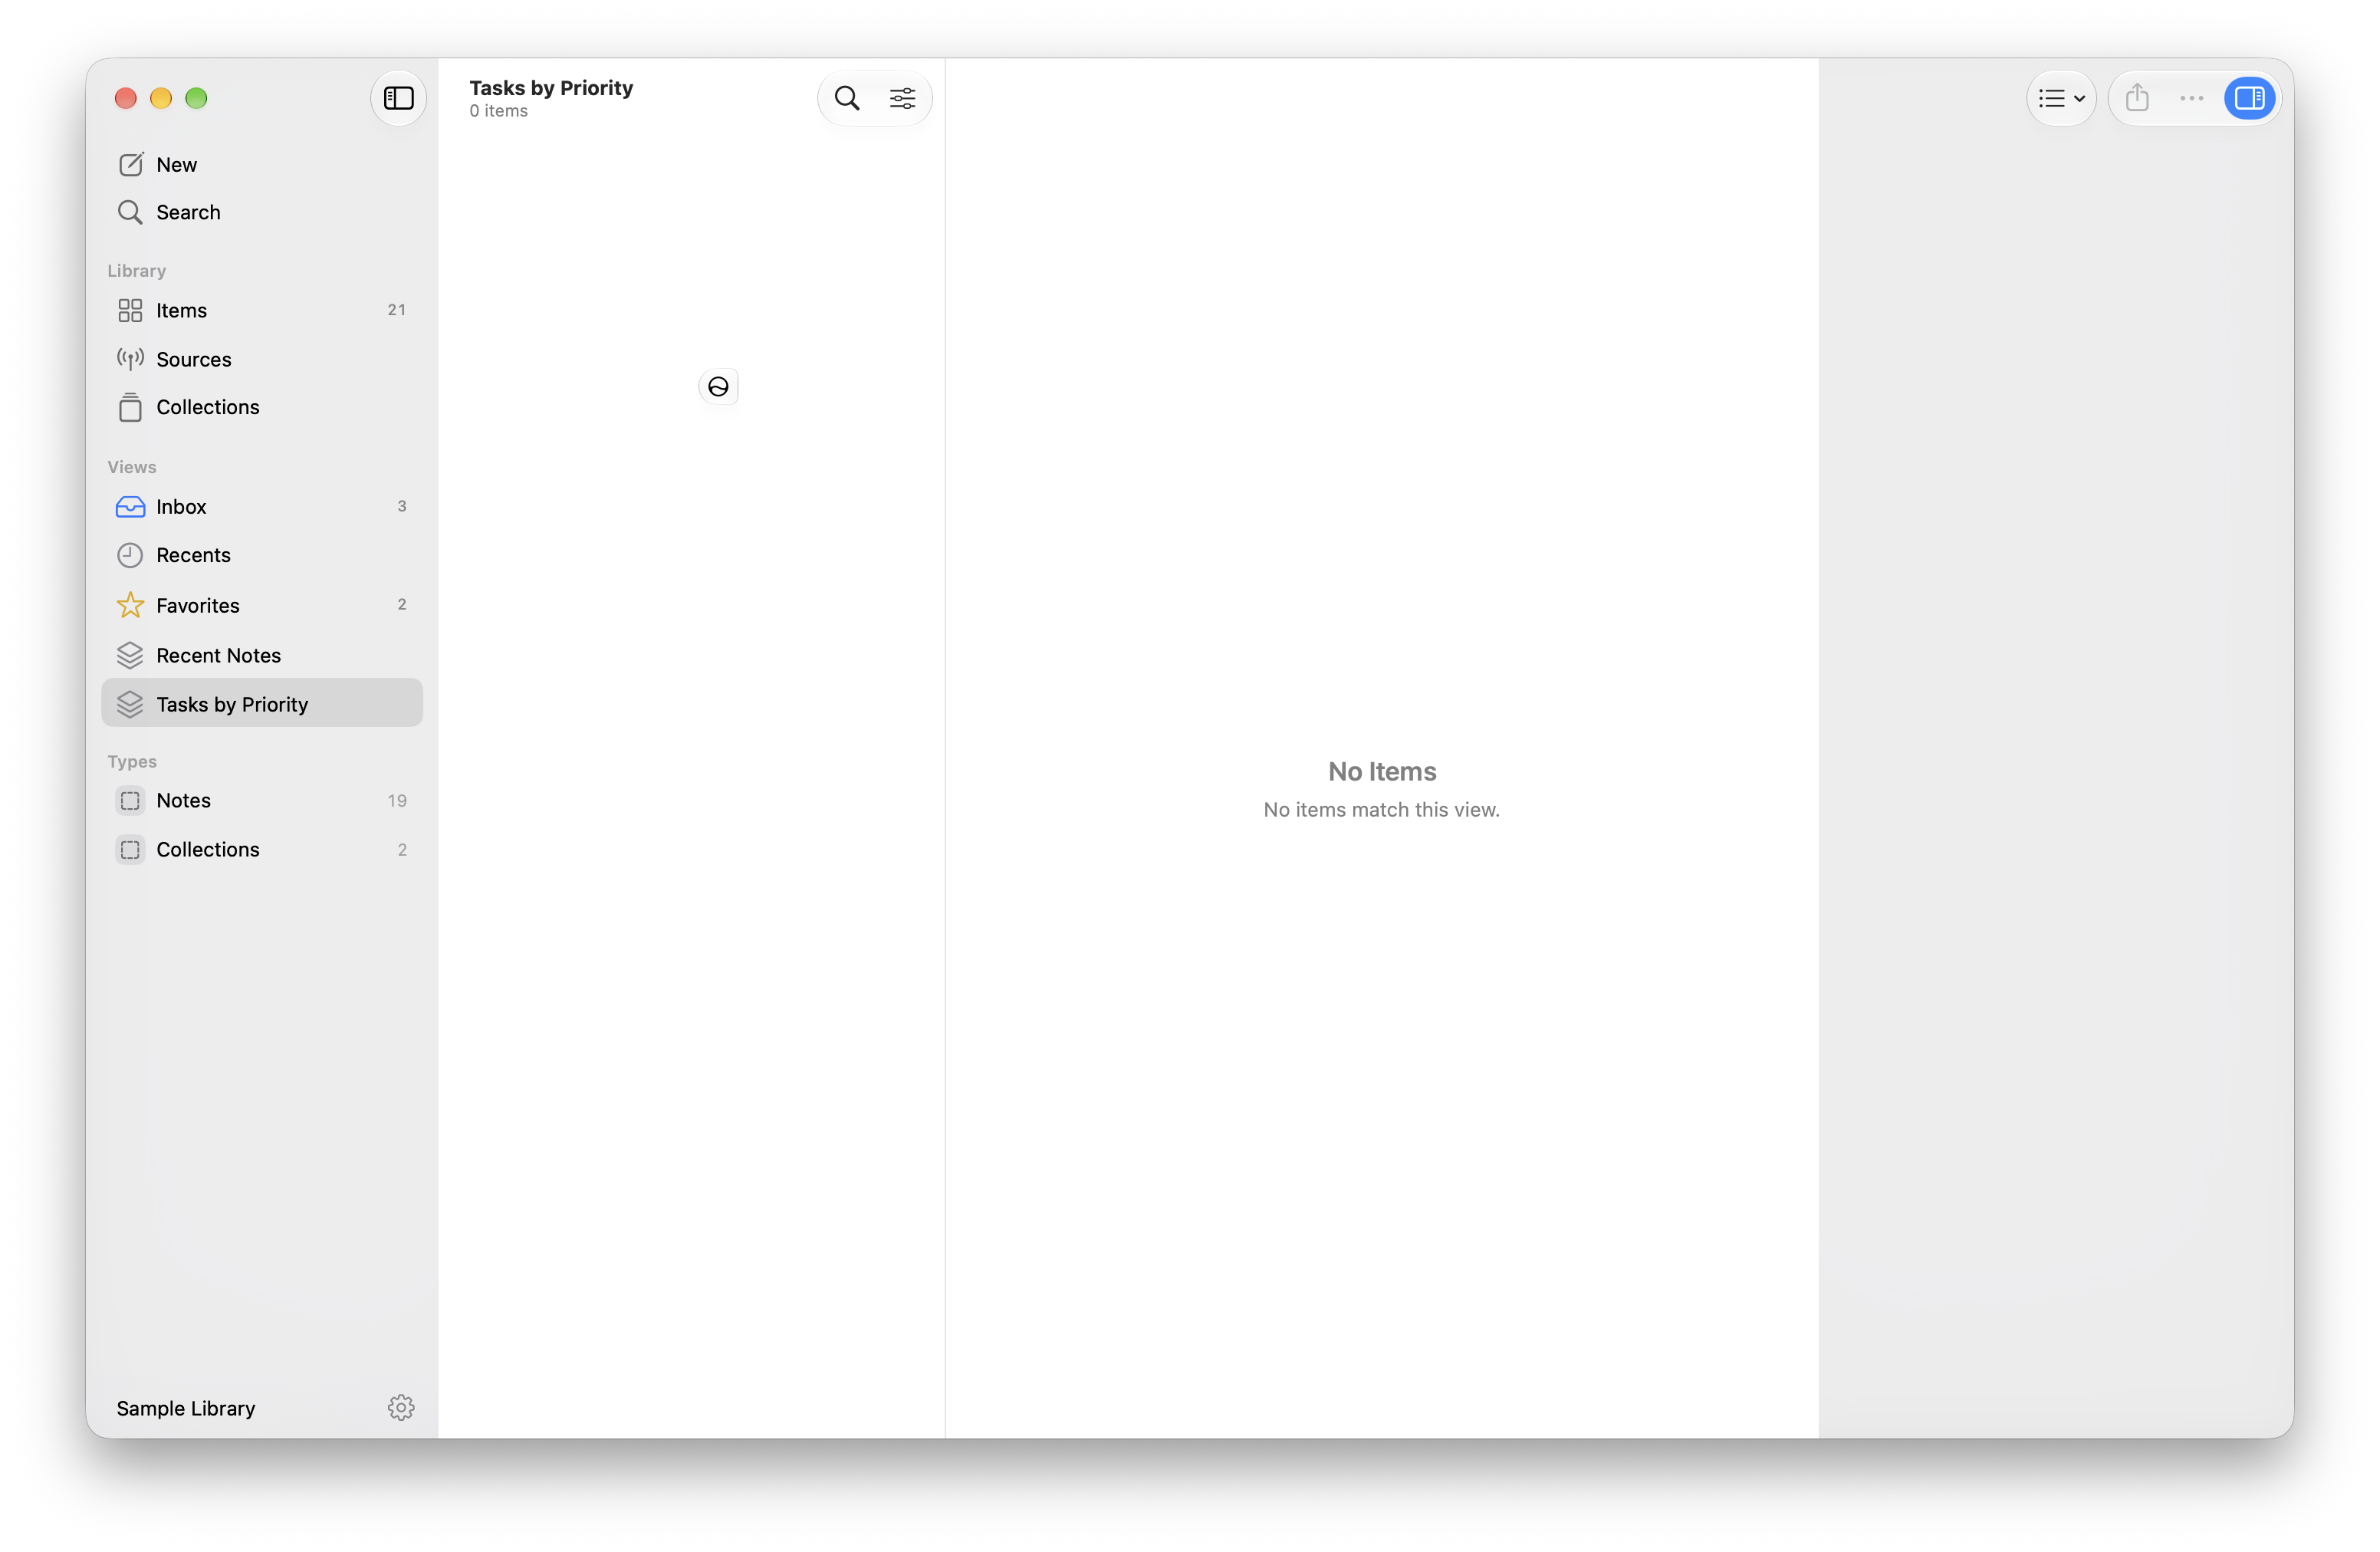 Tasks by Priority
0 items
New
Search
Library
Items 21
Sources
Collections
Views
Inbox 3
Recents
Favorites 2
Recent Notes
Tasks by Priority
Types
Notes 19
Collections 2
Sample Library
No Items
No items match this view.